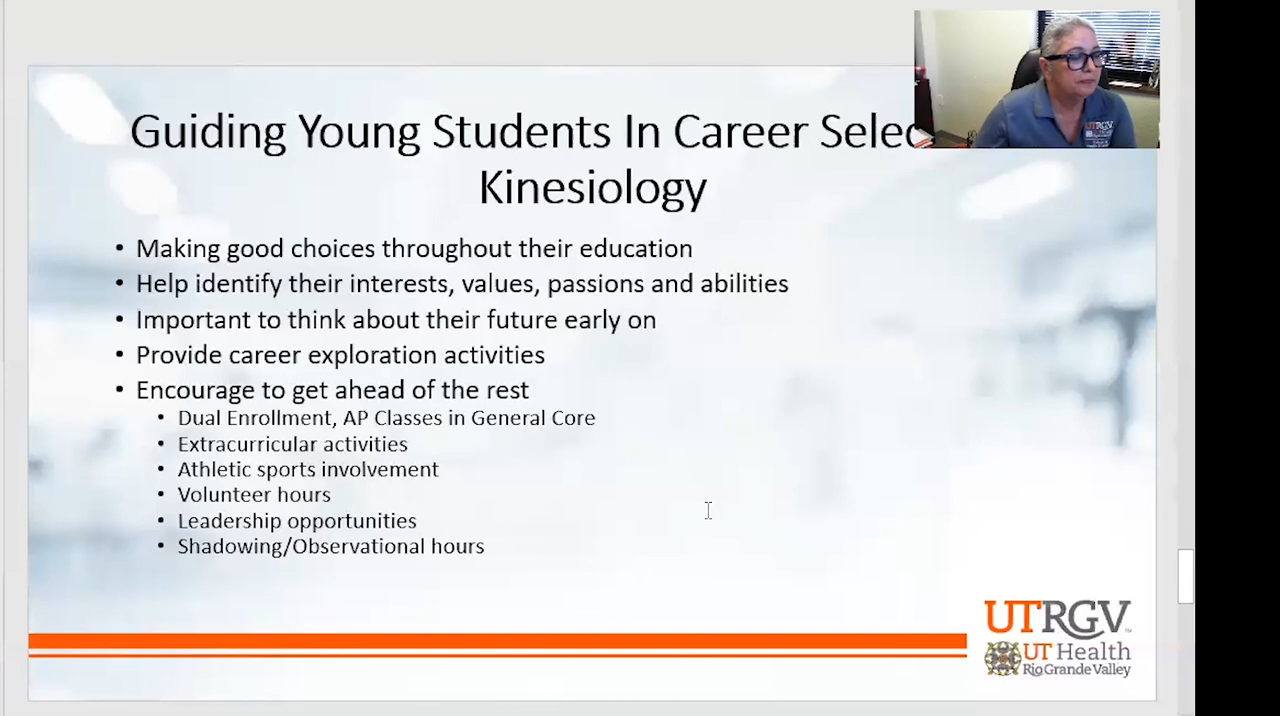 Guiding Young Students In Career Selec
Kinesiology
• Making good choices throughout their education
• Help identify their interests, values, passions and abilities
• Important to think about their future early on
• Provide career exploration activities
• Encourage to get ahead of the rest
• Dual Enrollment, AP Classes in General Core
• Extracurricular activities
• Athletic sports involvement
• Volunteer hours
• Leadership opportunities
• Shadowing/Observational hours
UTRGV
UTRGV
UT Health
Rio Grande Valley